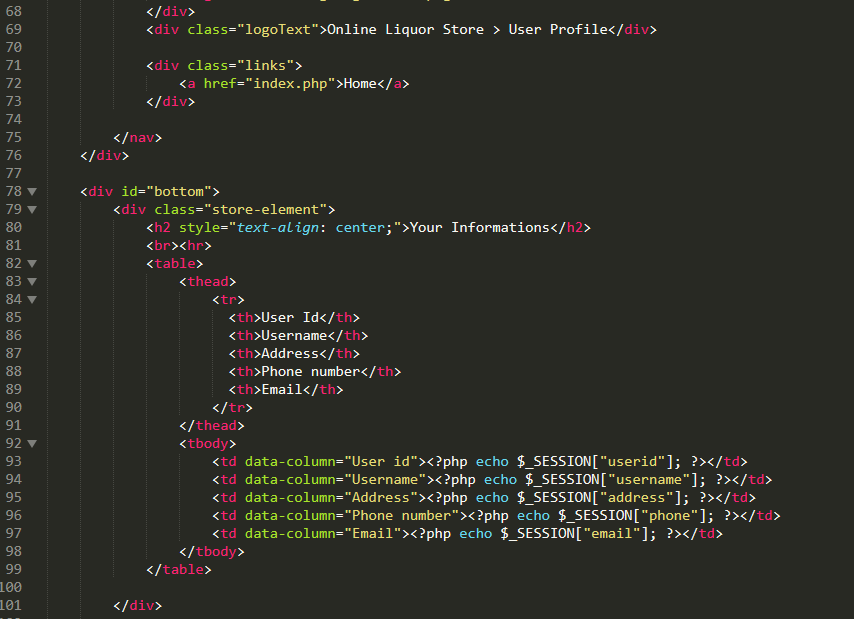 68 </div>
69 <div class="logoText">Online Liquor Store > User Profile</div>
70
71 <div class="links">
72 <a href="index.php">Home</a>
73 </div>
74
75 </nav>
76 </div>
77
78 <div id="bottom">
79 <div class="store-element">
80 <h2 style="text-align: center;">Your Informations</h2>
81 <br><hr>
82 <table>
83 <thead>
84 <tr>
85 <th>User Id</th>
86 <th>Username</th>
87 <th>Address</th>
88 <th>Phone number</th>
89 <th>Email</th>
90 </tr>
91 </thead>
92 <tbody>
93 <td data-column="User id"><?php echo $_SESSION["userid"]; ?></td>
94 <td data-column="Username"><?php echo $_SESSION["username"]; ?></td>
95 <td data-column="Address"><?php echo $_SESSION["address"]; ?></td>
96 <td data-column="Phone number"><?php echo $_SESSION["phone"]; ?></td>
97 <td data-column="Email"><?php echo $_SESSION["email"]; ?></td>
98 </tbody>
99 </table>
100
101 </div>